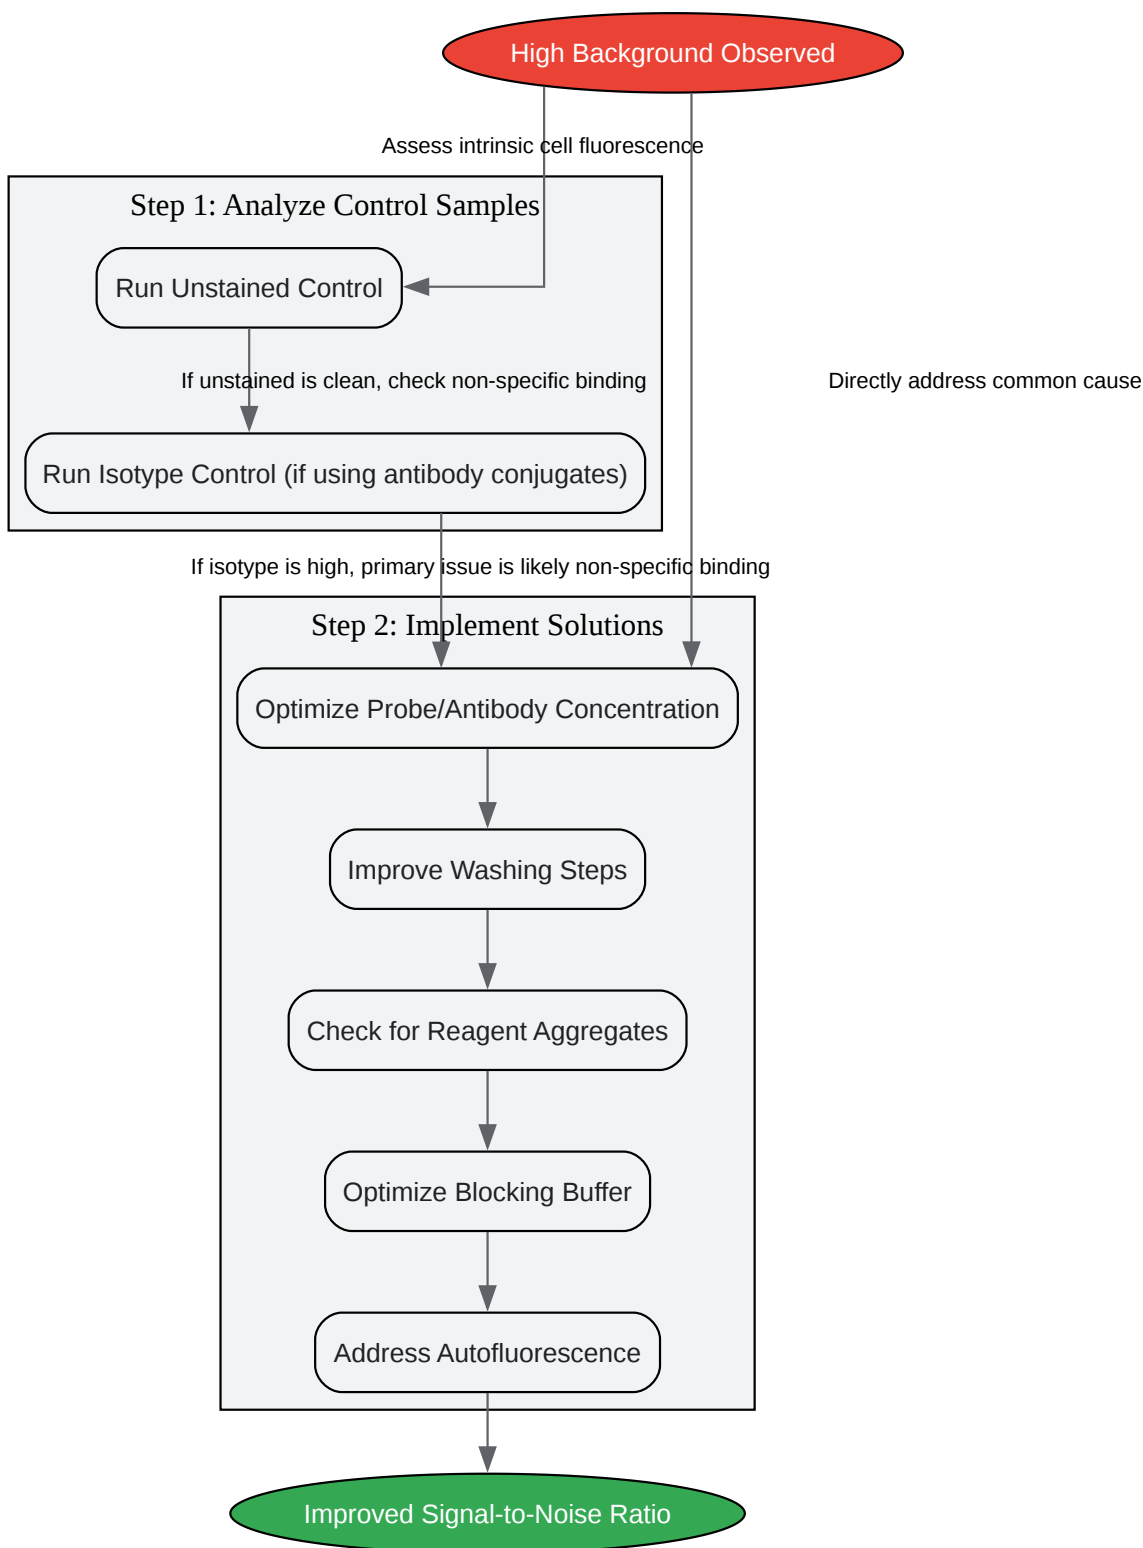 High Background Observed
Assess intrinsic cell fluorescence
Step 1: Analyze Control Samples
Run Unstained Control
If unstained is clean, check non-specific binding
Directly address common cause
Run Isotype Control (if using antibody conjugates)
If isotype is high, primary issue is likely non-specific binding
Step 2: Implement Solutions
Optimize Probe/Antibody Concentration
Improve Washing Steps
Check for Reagent Aggregates
Optimize Blocking Buffer
Address Autofluorescence
Improved Signal-to-Noise Ratio